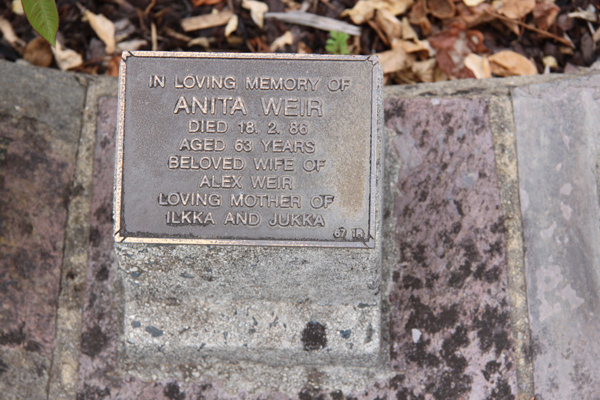 IN LOVING MEMORY OF
ANITA WEIR
DIED 18. 2. 86
AGED 63 YEARS
BELOVED WIFE OF
ALEX WEIR
LOVING MOTHER OF
ILKKA AND JUKKA